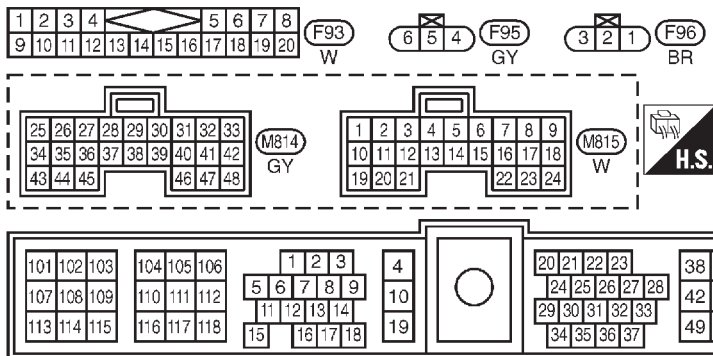 1 2 3 4 5 6 7 8 F93 6 5 4 F95 3 2 1 F96
9 10 11 12 13 14 15 16 17 18 19 20 W GY BR
25 26 27 28 29 30 31 32 33 M814 1 2 3 4 5 6 7 8 9 M815
34 35 36 37 38 39 40 41 42 GY 10 11 12 13 14 15 16 17 18 W
43 44 45 46 47 48 19 20 21 22 23 24
H.S.
101 102 103 104 105 106 1 2 3 4 20 21 22 23 38
107 108 109 110 111 112 5 6 7 8 9 10 24 25 26 27 28 42
11 12 13 14 29 30 31 32 33
113 114 115 116 117 118 15 16 17 18 19 34 35 36 37 49